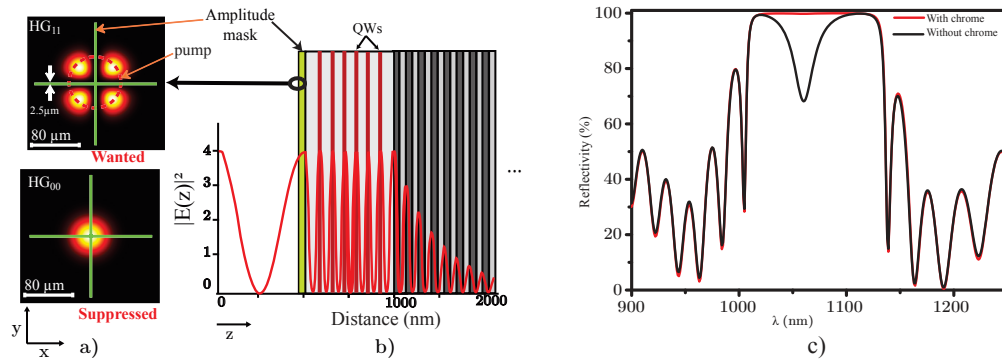 HG11
Amplitude
mask
pump
2.5µm
80 µm
Wanted
HG00
80 µm
Suppressed
y
x
a)
QWs
4
4
3
2
1
0
|E(z)|²
...
0
1000
2000
Distance (nm)
z
b)
With chrome
Without chrome
100
80
60
40
20
0
Reflectivity (%)
900
1000
1100
1200
λ (nm)
c)